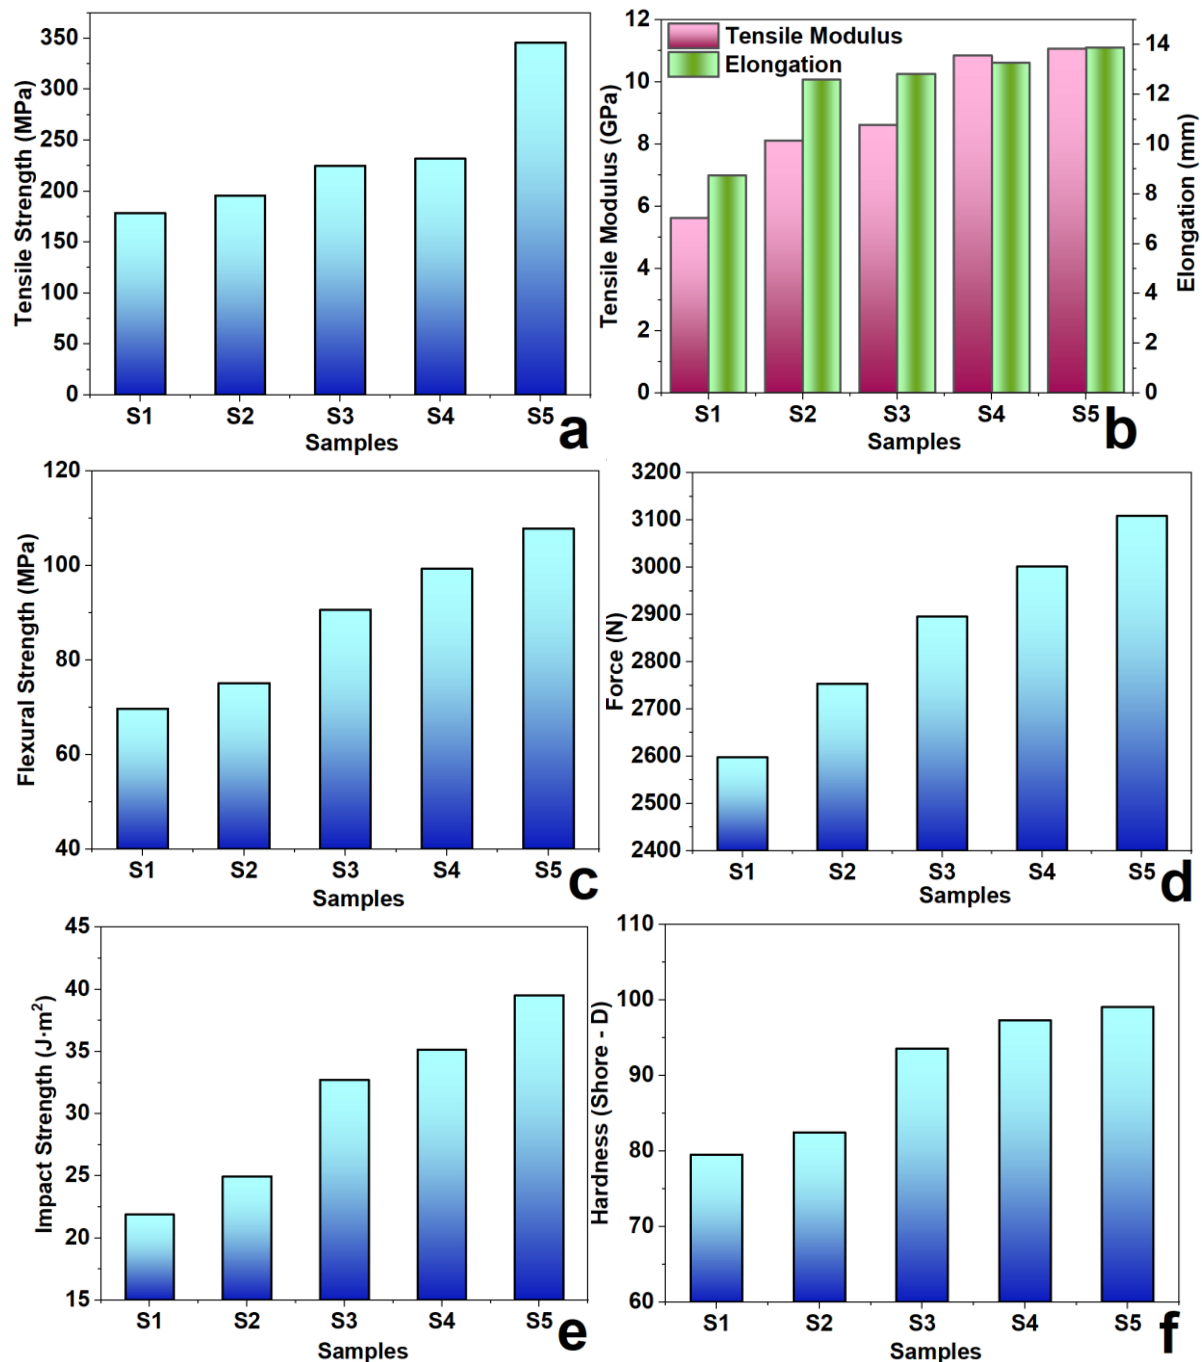 Tensile Strength (MPa)
350
300
250
200
150
100
50
0
S1 S2 S3 S4 S5
Samples
a
Tensile Modulus (GPa)
12
10
8
6
4
2
0
Tensile Modulus
Elongation
14
12
10
8
6
4
2
0
Elongation (mm)
S1 S2 S3 S4 S5
Samples
b
Flexural Strength (MPa)
120
100
80
60
40
S1 S2 S3 S4 S5
Samples
c
Force (N)
3200
3100
3000
2900
2800
2700
2600
2500
2400
S1 S2 S3 S4 S5
Samples
d
Impact Strength (J·m²)
45
40
35
30
25
20
15
S1 S2 S3 S4 S5
Samples
e
Hardness (Shore - D)
110
100
90
80
70
60
S1 S2 S3 S4 S5
Samples
f